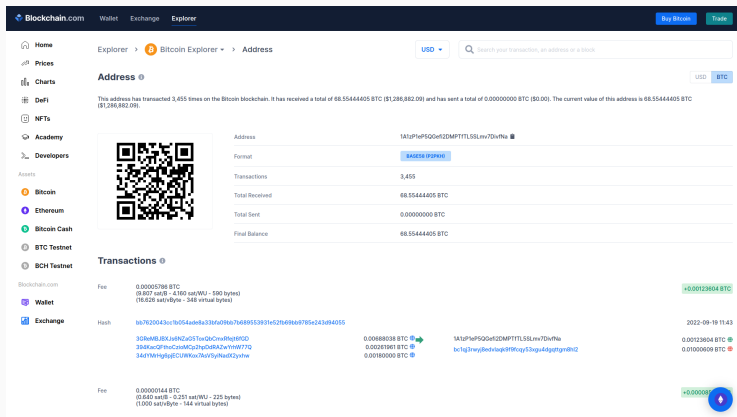 Blockchain.com
Wallet
Exchange
Explorer
Buy Bitcoin
Trade
Home
Prices
Charts
DeFi
NFTs
Academy
Developers
Assets
Bitcoin
Ethereum
Bitcoin Cash
BTC Testnet
BCH Testnet
Blockchain.com
Wallet
Exchange
Explorer > Bitcoin Explorer > Address
USD
Search your transaction, an address or a block
Address
USD BTC
This address has transacted 3,455 times on the Bitcoin blockchain. It has received a total of 68.55444405 BTC ($1,286,882.09) and has sent a total of 0.00000000 BTC ($0.00). The current value of this address is 68.55444405 BTC
($1,286,882.09).
Address 1A1zP1eP5QGefi2DMPTfTL5SLmv7DivfNa
Format BASE58 (P2PKH)
Transactions 3,455
Total Received 68.55444405 BTC
Total Sent 0.00000000 BTC
Final Balance 68.55444405 BTC
Transactions
Fee 0.00005786 BTC
(9.807 sat/B - 4.160 sat/WU - 590 bytes)
(16.626 sat/vByte - 348 virtual bytes)
+0.00123604 BTC
Hash
2022-09-19 11:43
0.00688038 BTC
0.00261961 BTC
0.00180000 BTC
1A1zP1eP5QGefi2DMPTfTL5SLmv7DivfNa 0.00123604 BTC
0.01000609 BTC
Fee 0.00000144 BTC
(0.640 sat/B - 0.251 sat/WU - 225 bytes)
(1.000 sat/vByte - 144 virtual bytes)